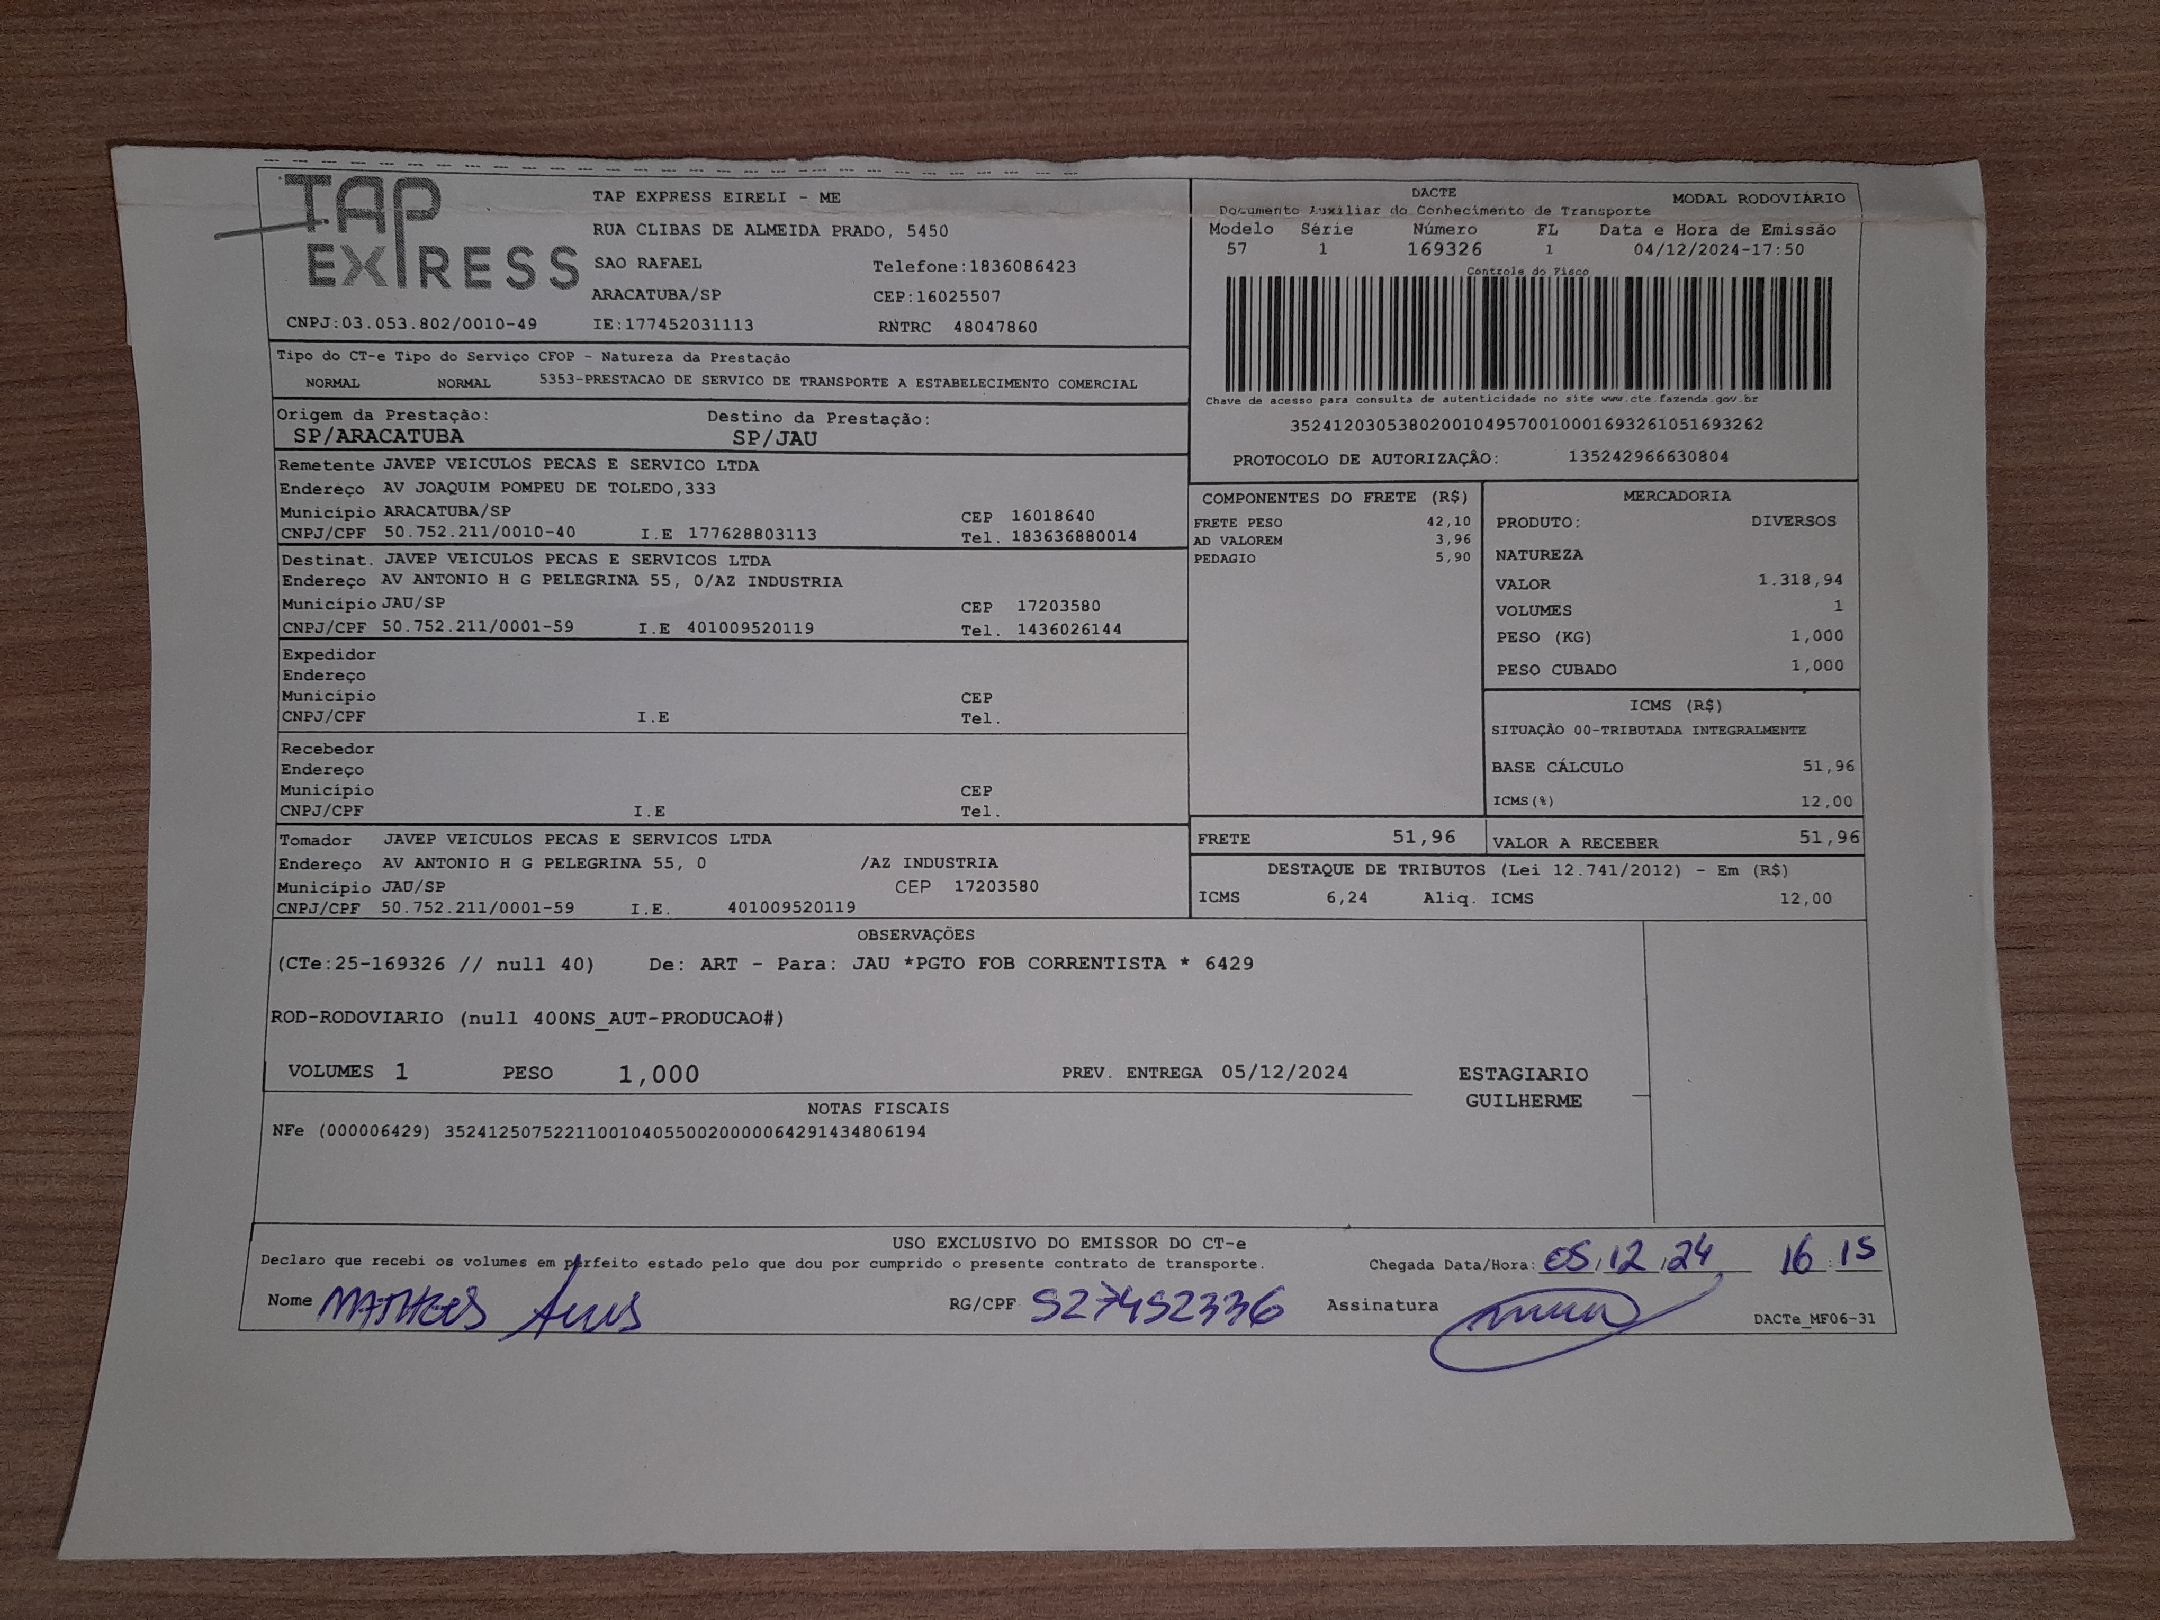 TAP EXPRESS
TAP EXPRESS EIRELI - ME
RUA CLIBAS DE ALMEIDA PRADO, 5450
SAO RAFAEL Telefone:1836086423
ARACATUBA/SP CEP:16025507
CNPJ:03.053.802/0010-49 IE:177452031113 RNTRC 48047860
DACTE MODAL RODOVIÁRIO
Documento Auxiliar do Conhecimento de Transporte
Modelo Série Número FL Data e Hora de Emissão
57 1 169326 1 04/12/2024-17:50
Controle do Fisco
Chave de acesso para consulta de autenticidade no site www.cte.fazenda.gov.br
35241203053802001049570010001693261051693262
PROTOCOLO DE AUTORIZAÇÃO: 135242966630804
Tipo do CT-e Tipo do Serviço CFOP - Natureza da Prestação
NORMAL NORMAL 5353-PRESTACAO DE SERVICO DE TRANSPORTE A ESTABELECIMENTO COMERCIAL
Origem da Prestação: Destino da Prestação:
SP/ARACATUBA SP/JAU
Remetente JAVEP VEICULOS PECAS E SERVICO LTDA
Endereço AV JOAQUIM POMPEU DE TOLEDO,333
Município ARACATUBA/SP CEP 16018640
CNPJ/CPF 50.752.211/0010-40 I.E 177628803113 Tel. 183636880014
Destinat. JAVEP VEICULOS PECAS E SERVICOS LTDA
Endereço AV ANTONIO H G PELEGRINA 55, 0/AZ INDUSTRIA
Município JAU/SP CEP 17203580
CNPJ/CPF 50.752.211/0001-59 I.E 401009520119 Tel. 1436026144
Expedidor
Endereço
Município CEP
CNPJ/CPF I.E Tel.
Recebedor
Endereço
Município CEP
CNPJ/CPF I.E Tel.
Tomador JAVEP VEICULOS PECAS E SERVICOS LTDA
Endereço AV ANTONIO H G PELEGRINA 55, 0 /AZ INDUSTRIA
Município JAU/SP CEP 17203580
CNPJ/CPF 50.752.211/0001-59 I.E. 401009520119
COMPONENTES DO FRETE (R$)
FRETE PESO 42,10
AD VALOREM 3,96
PEDAGIO 5,90
MERCADORIA
PRODUTO: DIVERSOS
NATUREZA
VALOR 1.318,94
VOLUMES 1
PESO (KG) 1,000
PESO CUBADO 1,000
ICMS (R$)
SITUAÇÃO 00-TRIBUTADA INTEGRALMENTE
BASE CÁLCULO 51,96
ICMS(%) 12,00
FRETE 51,96 VALOR A RECEBER 51,96
DESTAQUE DE TRIBUTOS (Lei 12.741/2012) - Em (R$)
ICMS 6,24 Aliq. ICMS 12,00
OBSERVAÇÕES
(CTe:25-169326 // null 40) De: ART - Para: JAU *PGTO FOB CORRENTISTA * 6429
ROD-RODOVIARIO (null 400NS_AUT-PRODUCAO#)
VOLUMES 1 PESO 1,000 PREV. ENTREGA 05/12/2024 ESTAGIARIO
GUILHERME
NOTAS FISCAIS
NFe (000006429) 35241250752211001040550020000064291434806194
USO EXCLUSIVO DO EMISSOR DO CT-e
Declaro que recebi os volumes em perfeito estado pelo que dou por cumprido o presente contrato de transporte. Chegada Data/Hora: 05,12,24 16:15
Nome MATHEUS RG/CPF 527452336 Assinatura
DACTe_MF06-31